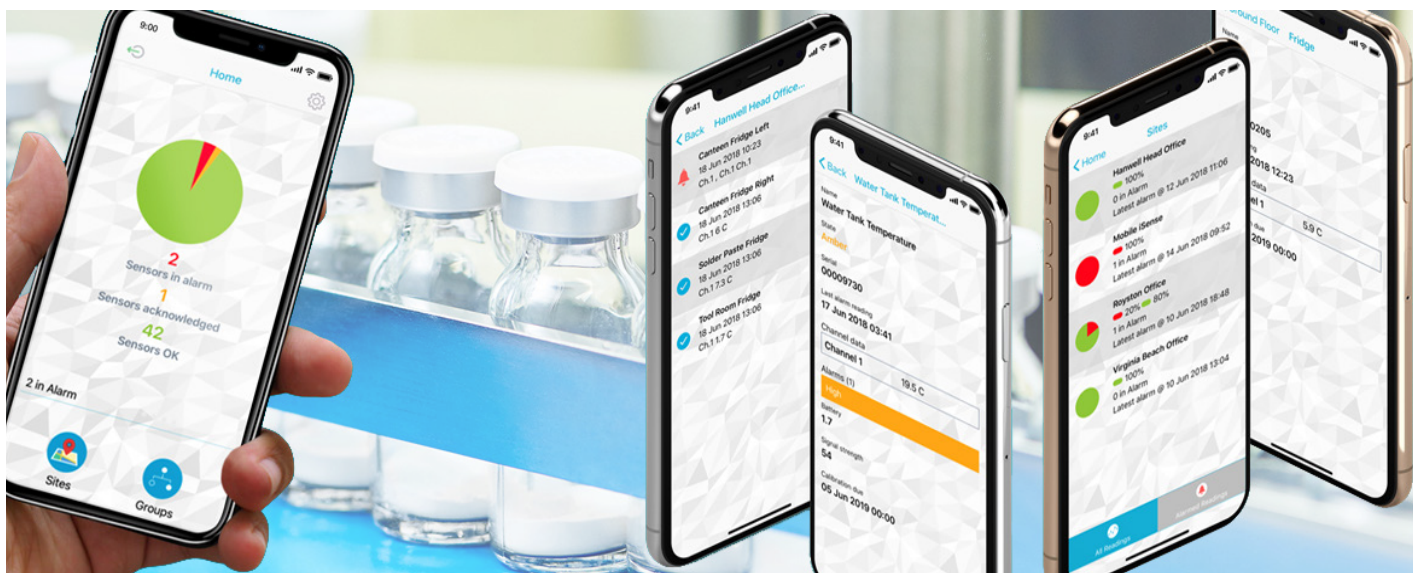 9:00
Home
2
Sensors in alarm
1
Sensors acknowledged
42
Sensors OK
2 in Alarm
Sites
Groups
9:41
Back Hanwell Head Office...
Canteen Fridge Left
18 Jun 2018 10:23
Ch.1 , Ch.1 Ch.1
Canteen Fridge Right
18 Jun 2018 13:06
Ch.1 6 C
Solder Paste Fridge
18 Jun 2018 13:06
Ch.1 7.3 C
Tool Room Fridge
18 Jun 2018 13:06
Ch.1 1.7 C
9:41
Back Water Tank Temperat...
Name
Water Tank Temperature
State
Amber
Serial
00009730
Last alarm reading
17 Jun 2018 03:41
Channel data
Channel 1 19.5 C
Alarms (1)
High
Battery
1.7
Signal strength
54
Calibration due
05 Jun 2019 00:00
9:41
Home Sites
Hanwell Head Office
100%
0 in Alarm
Latest alarm @ 12 Jun 2018 11:06
Mobile iSense
100%
1 in Alarm
Latest alarm @ 14 Jun 2018 09:52
Royston Office
20% 80%
1 in Alarm
Latest alarm @ 10 Jun 2018 18:48
Virginia Beach Office
100%
0 in Alarm
Latest alarm @ 10 Jun 2018 13:04
All Readings
Alarmed Readings
Ground Floor Fridge
Name
0205
2018 12:23
data
5.9 C
due
2019 00:00